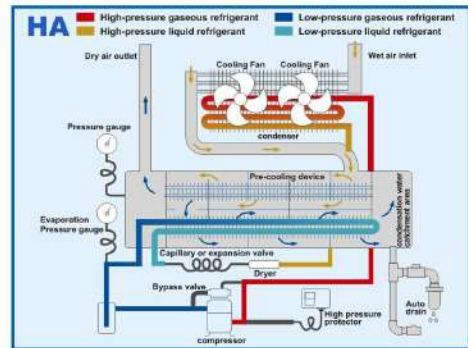 HA
High-pressure gaseous refrigerant
Low-pressure gaseous refrigerant
High-pressure liquid refrigerant
Low-pressure liquid refrigerant
Dry air outlet
Cooling Fan
Cooling Fan
Wet air inlet
Pressure gauge
condenser
Pre-cooling device
Evaporation
Pressure gauge
condensation water
catchment area
Capillary or expansion valve
Dryer
Bypass valve
High pressure
protector
Auto
drain
compressor